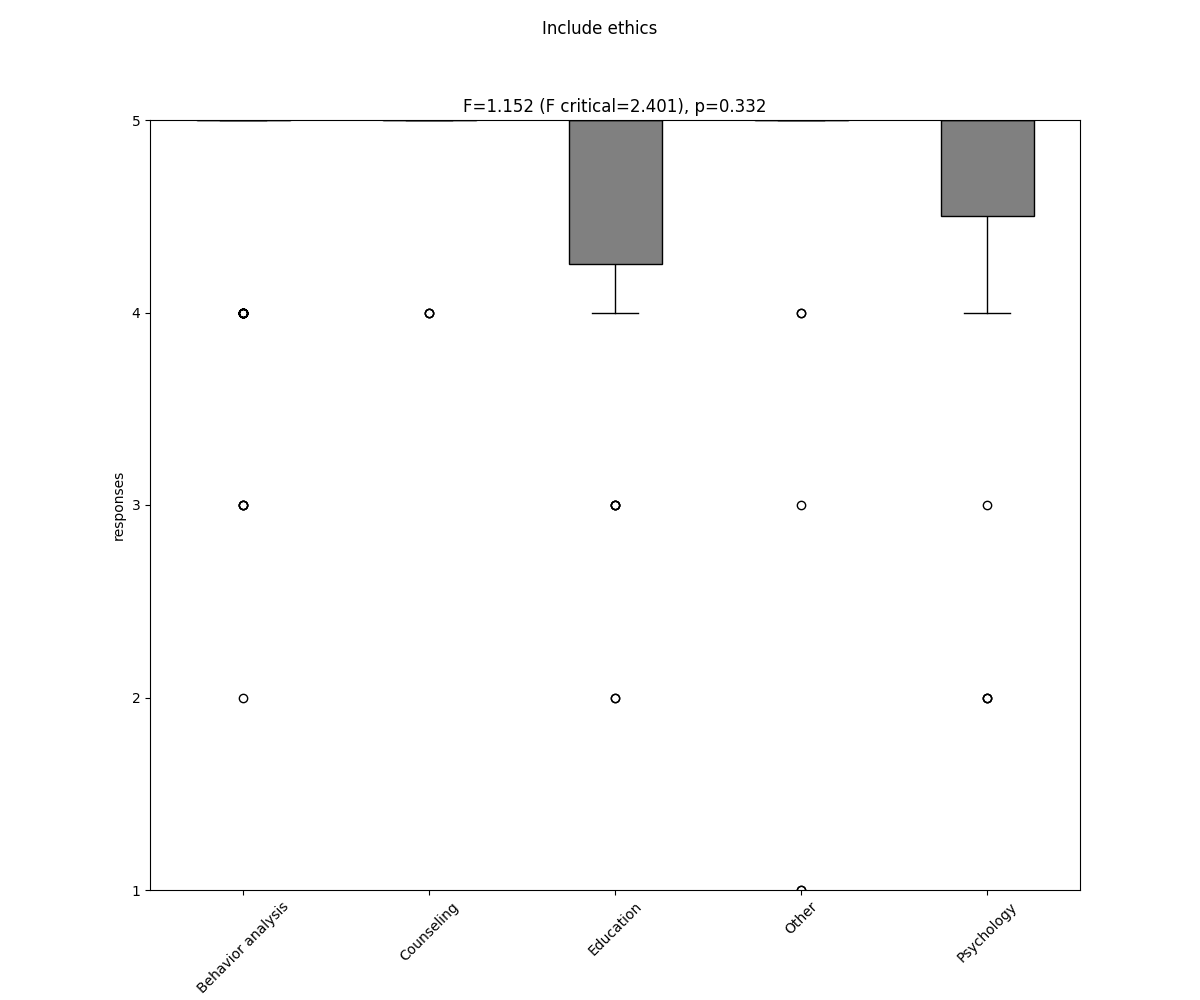 Include ethics
F=1.152 (F critical=2.401), p=0.332
5
4
3
2
1
responses
Behavior analysis
Counseling
Education
Other
Psychology